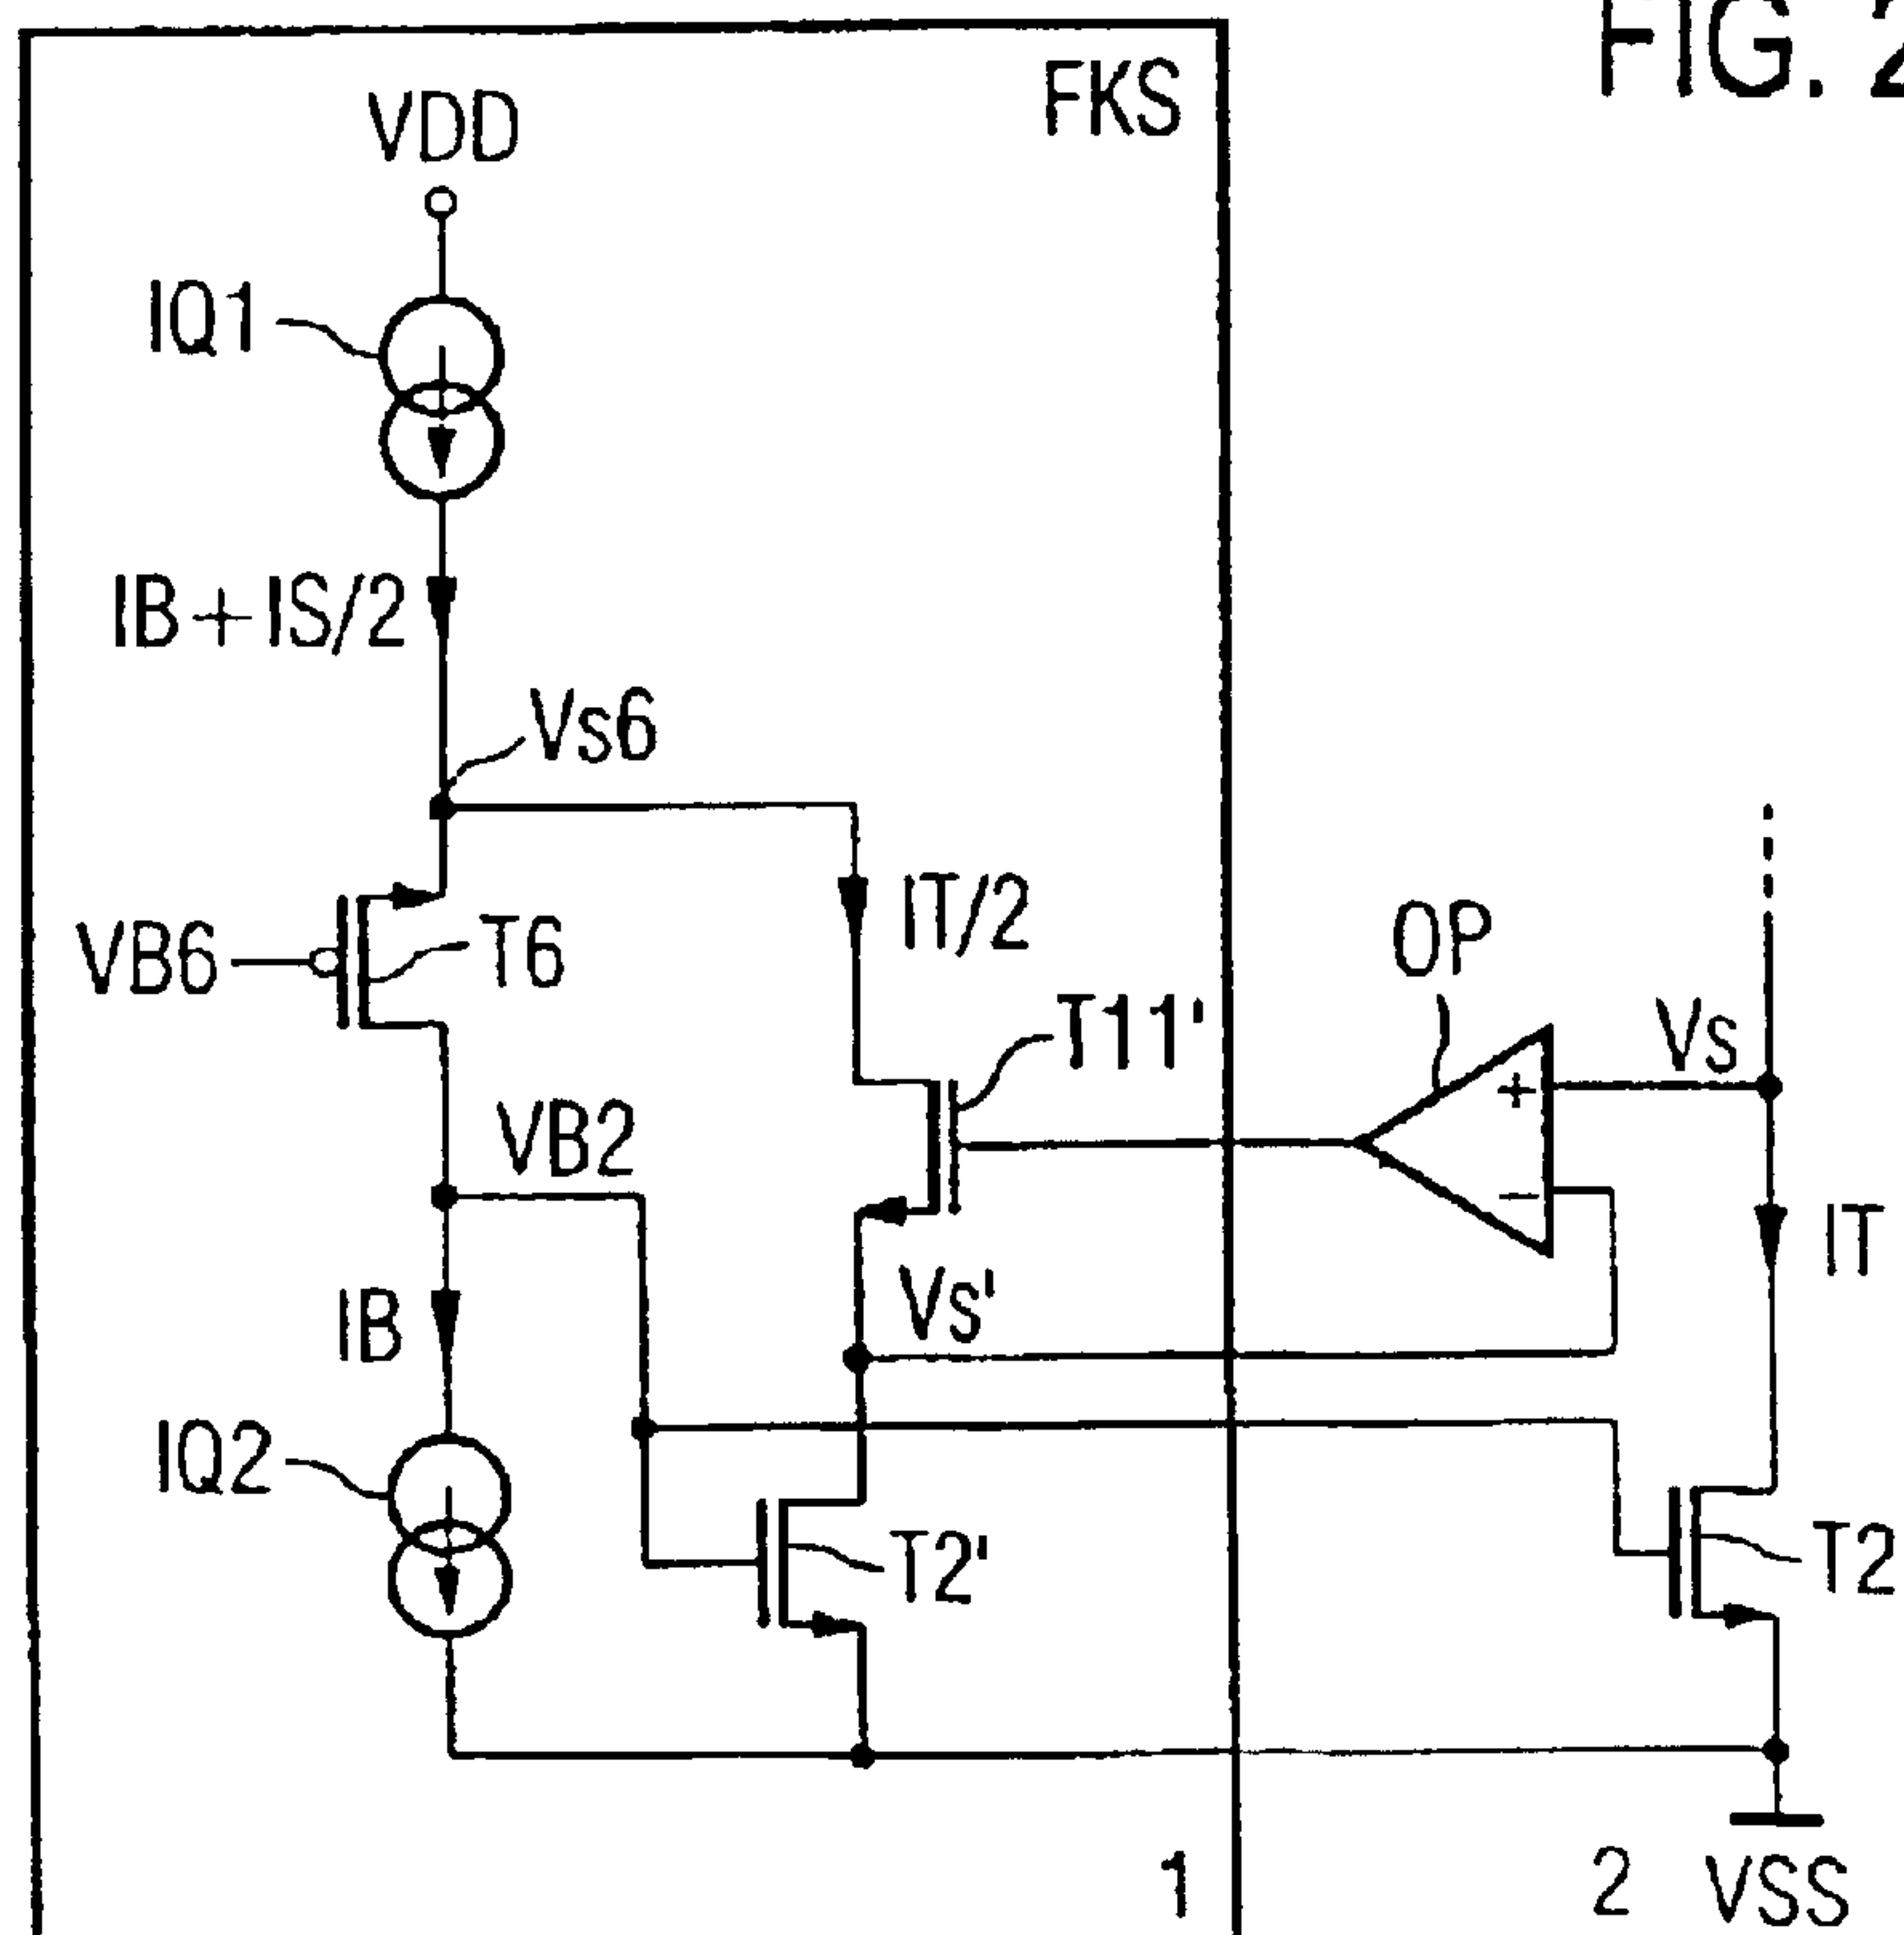 FIG. 2
FKS
VDD
IQ1
IB+IS/2
Vs6
IT/2
VB6
T6
OP
T11'
Vs
+
VB2
−
IT
IB
Vs'
IQ2
T2'
T2
1
2
VSS